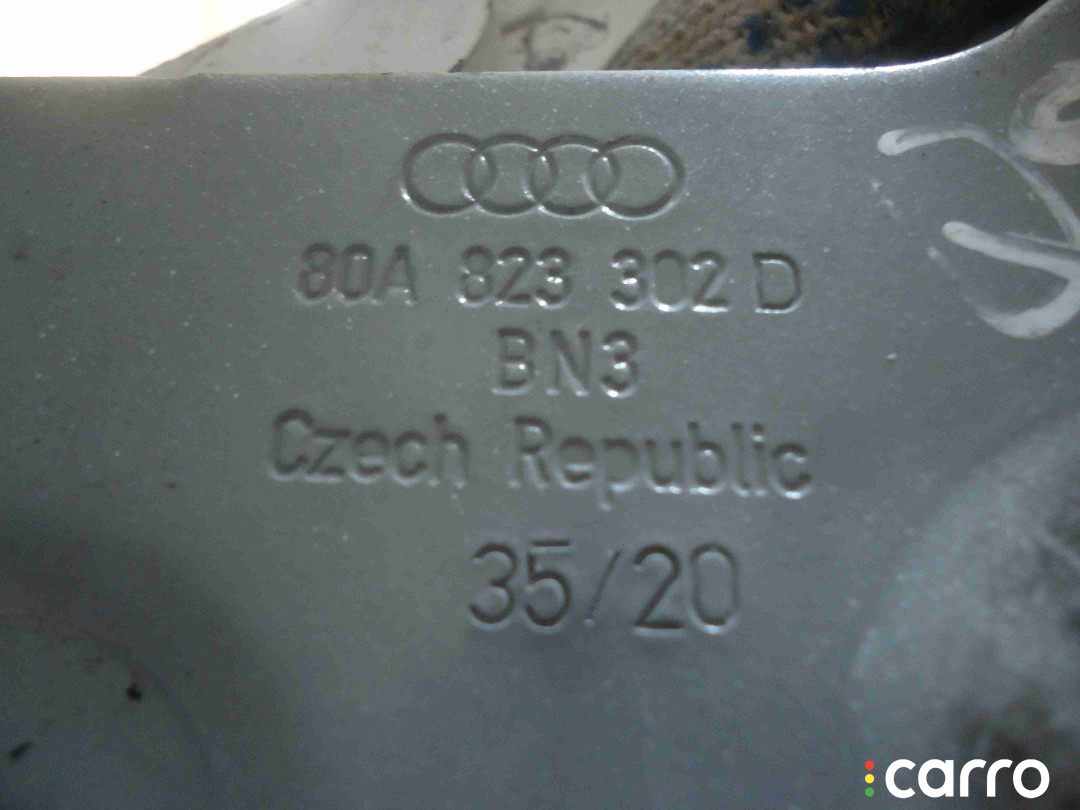 80A 823 302 D
BN3
Czech Republic
35/20
carro